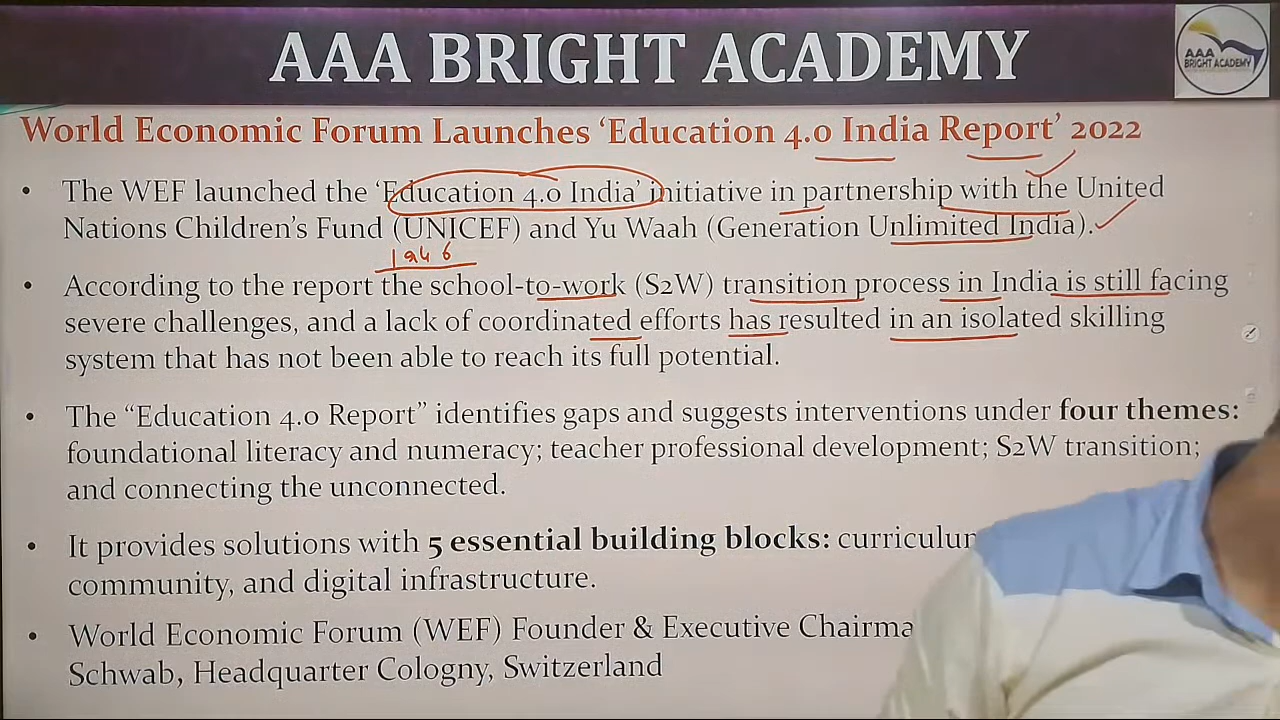 AAA BRIGHT ACADEMY
AAA
BRIGHT ACADEMY
World Economic Forum Launches ‘Education 4.0 India Report’ 2022
• The WEF launched the ‘Education 4.0 India’ initiative in partnership with the United
Nations Children’s Fund (UNICEF) and Yu Waah (Generation Unlimited India).
1946
• According to the report the school-to-work (S2W) transition process in India is still facing
severe challenges, and a lack of coordinated efforts has resulted in an isolated skilling
system that has not been able to reach its full potential.
• The “Education 4.0 Report” identifies gaps and suggests interventions under four themes:
foundational literacy and numeracy; teacher professional development; S2W transition;
and connecting the unconnected.
• It provides solutions with 5 essential building blocks:
community, and digital infrastructure.
• World Economic Forum (WEF) Founder & Executive
Schwab, Headquarter Cologny, Switzerland